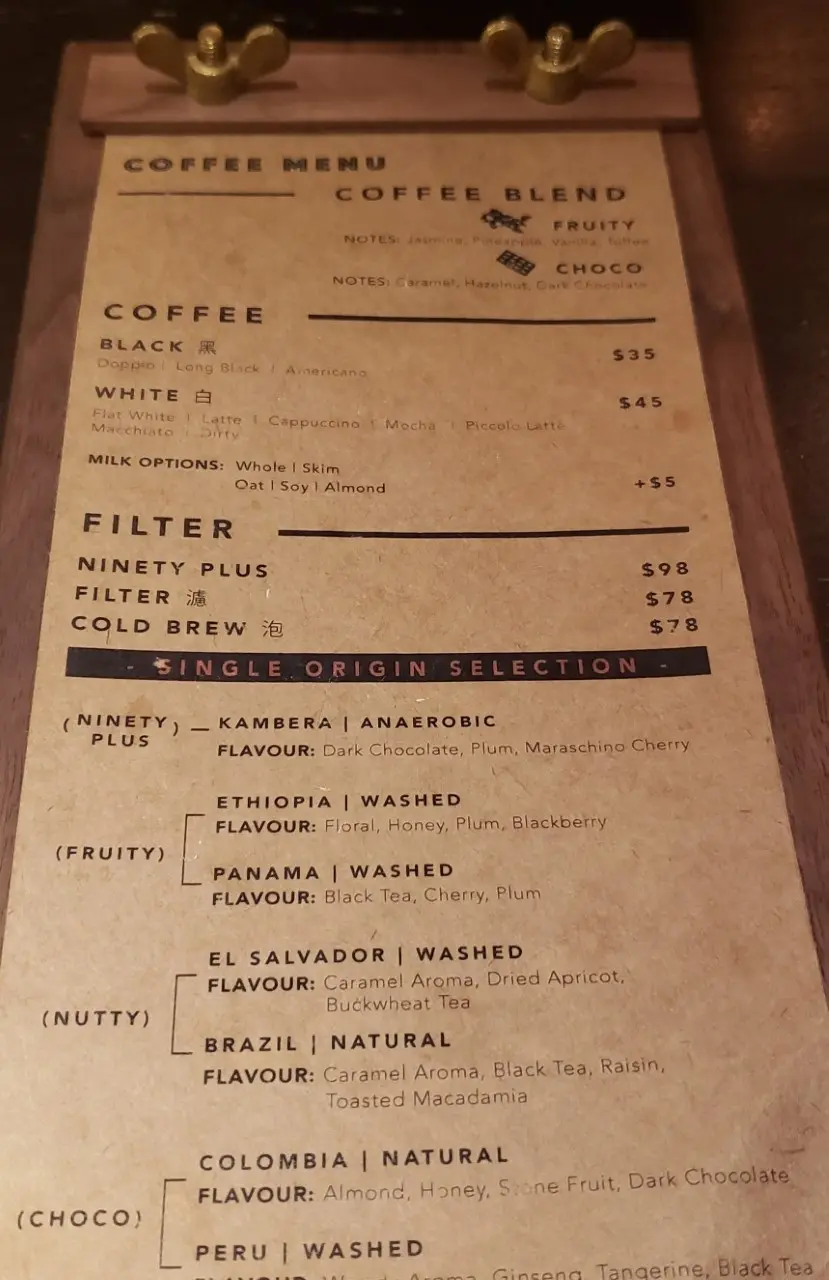 COFFEE MENU
COFFEE BLEND
FRUITY
NOTES: Jasmine, Pineapple, Vanilla, Toffee
CHOCO
NOTES: Caramel, Hazelnut, Dark Chocolate
COFFEE
BLACK 黑 $35
Doppio | Long Black | Americano
WHITE 白 $45
Flat White | Latte | Cappuccino | Mocha | Piccolo Latte
Macchiato | Dirty
MILK OPTIONS: Whole | Skim
Oat | Soy | Almond +$5
FILTER
NINETY PLUS $98
FILTER 濾 $78
COLD BREW 泡 $78
- SINGLE ORIGIN SELECTION -
(NINETY PLUS) — KAMBERA | ANAEROBIC
FLAVOUR: Dark Chocolate, Plum, Maraschino Cherry
ETHIOPIA | WASHED
FLAVOUR: Floral, Honey, Plum, Blackberry
(FRUITY)
PANAMA | WASHED
FLAVOUR: Black Tea, Cherry, Plum
EL SALVADOR | WASHED
FLAVOUR: Caramel Aroma, Dried Apricot,
Buckwheat Tea
(NUTTY)
BRAZIL | NATURAL
FLAVOUR: Caramel Aroma, Black Tea, Raisin,
Toasted Macadamia
COLOMBIA | NATURAL
FLAVOUR: Almond, Honey, Stone Fruit, Dark Chocolate
(CHOCO)
PERU | WASHED
FLAVOUR: Aroma, Ginseng, Tangerine, Black Tea